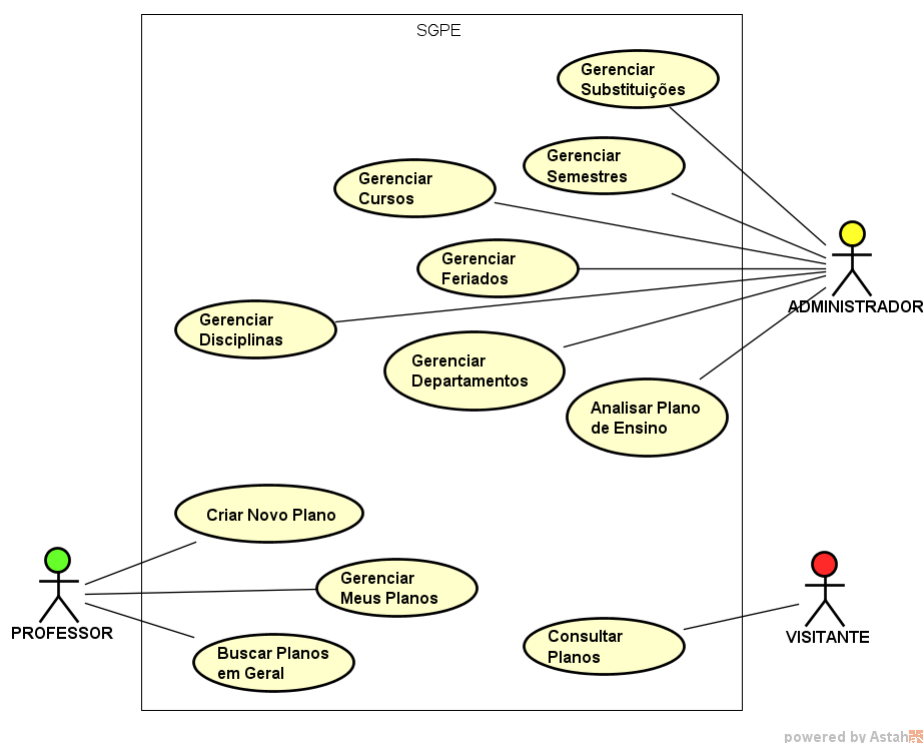 SGPE
Gerenciar
Substituições
Gerenciar
Semestres
Gerenciar
Cursos
Gerenciar
Feriados
ADMINISTRADOR
Gerenciar
Disciplinas
Gerenciar
Departamentos
Analisar Plano
de Ensino
Criar Novo Plano
Gerenciar
Meus Planos
PROFESSOR
Buscar Planos
em Geral
Consultar
Planos
VISITANTE
powered by Astah